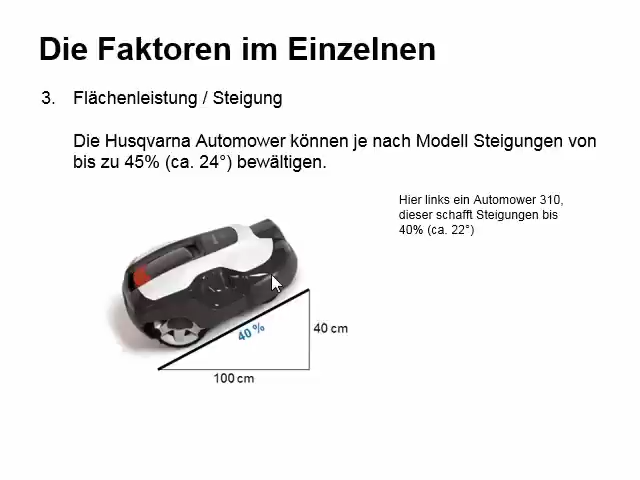 Die Faktoren im Einzelnen
3. Flächenleistung / Steigung
Die Husqvarna Automower können je nach Modell Steigungen von
bis zu 45% (ca. 24°) bewältigen.
Hier links ein Automower 310,
dieser schafft Steigungen bis
40% (ca. 22°)
40 %
40 cm
100 cm